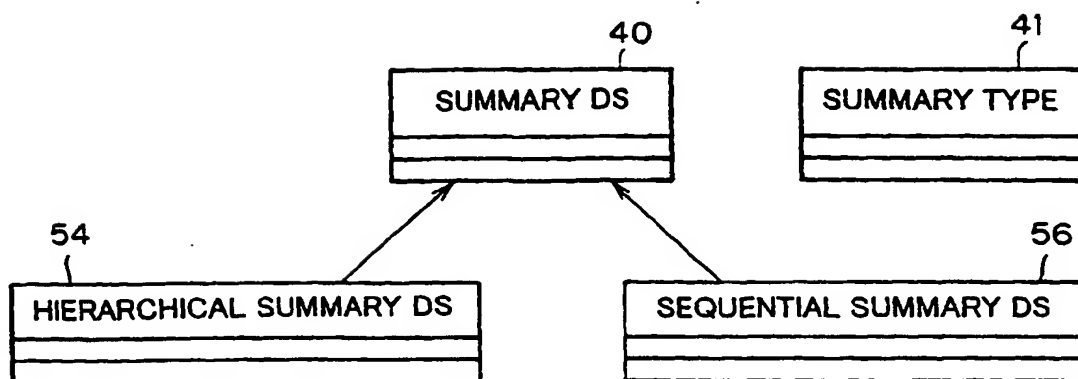 40
41
SUMMARY DS
SUMMARY TYPE
54
56
HIERARCHICAL SUMMARY DS
SEQUENTIAL SUMMARY DS